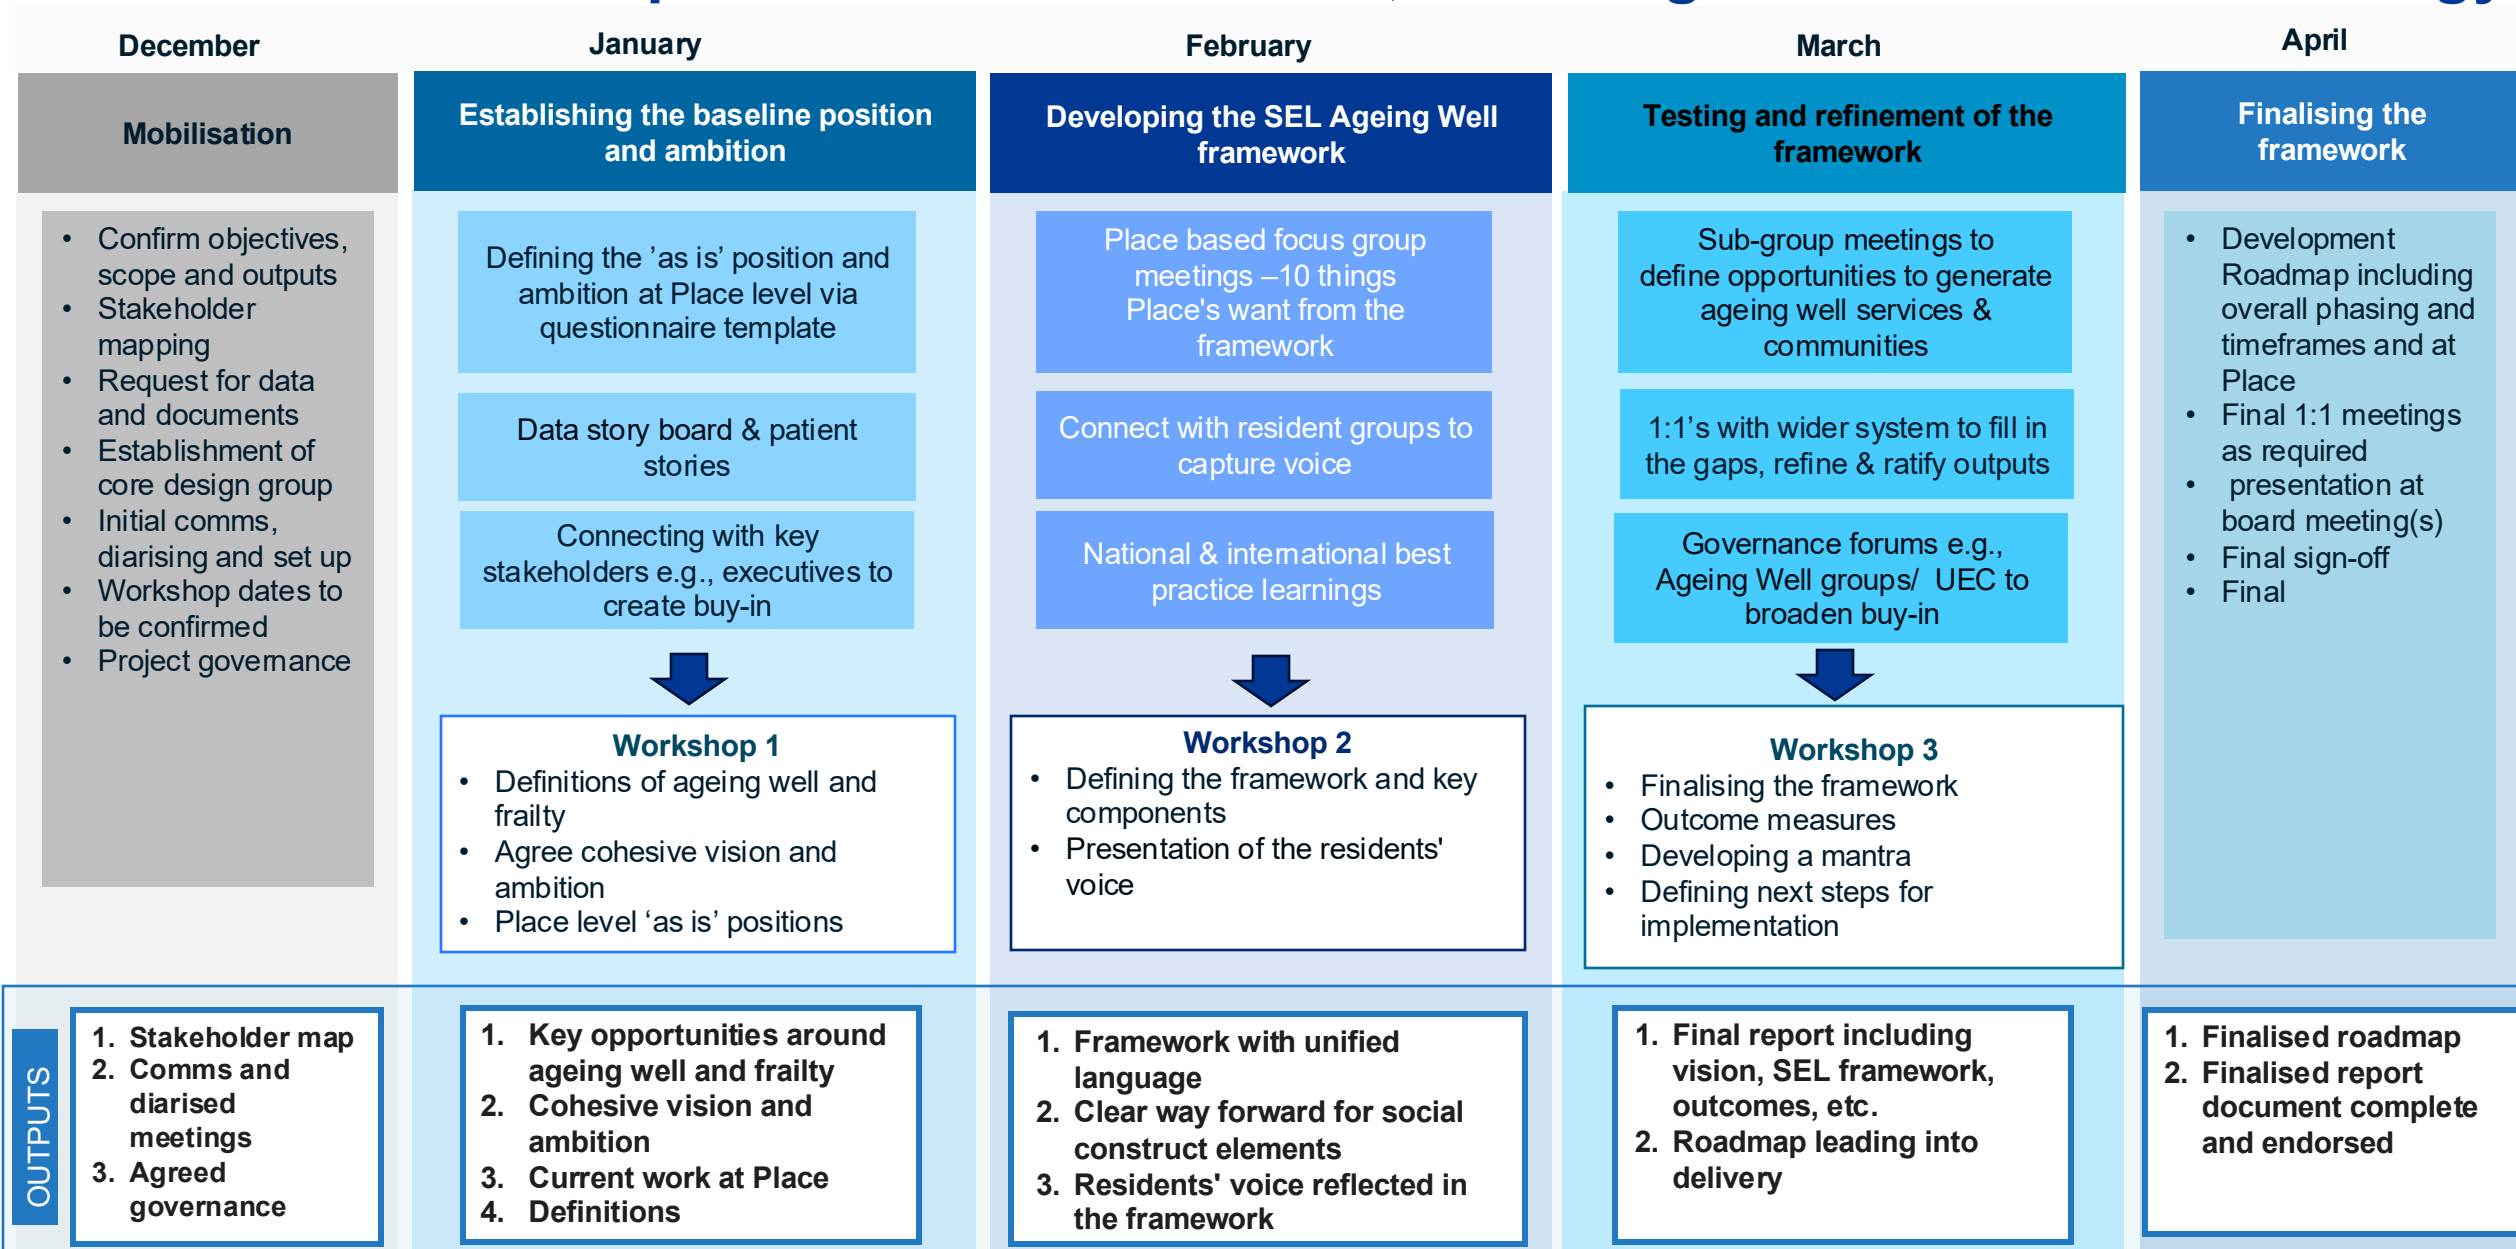 December
January
February
March
April
Mobilisation
Establishing the baseline position
and ambition
Developing the SEL Ageing Well
framework
Testing and refinement of the
framework
Finalising the
framework
• Confirm objectives,
scope and outputs
• Stakeholder
mapping
• Request for data
and documents
• Establishment of
core design group
• Initial comms,
diarising and set up
• Workshop dates to
be confirmed
• Project governance
Defining the ’as is’ position and
ambition at Place level via
questionnaire template
Data story board & patient
stories
Connecting with key
stakeholders e.g., executives to
create buy-in
Workshop 1
• Definitions of ageing well and
frailty
• Agree cohesive vision and
ambition
• Place level ‘as is’ positions
Place based focus group
meetings –10 things
Place's want from the
framework
Connect with resident groups to
capture voice
National & international best
practice learnings
Workshop 2
• Defining the framework and key
components
• Presentation of the residents'
voice
Sub-group meetings to
define opportunities to generate
ageing well services &
communities
1:1’s with wider system to fill in
the gaps, refine & ratify outputs
Governance forums e.g.,
Ageing Well groups/ UEC to
broaden buy-in
Workshop 3
• Finalising the framework
• Outcome measures
• Developing a mantra
• Defining next steps for
implementation
• Development
Roadmap including
overall phasing and
timeframes and at
Place
• Final 1:1 meetings
as required
• presentation at
board meeting(s)
• Final sign-off
• Final
OUTPUTS
1. Stakeholder map
2. Comms and
diarised
meetings
3. Agreed
governance
1. Key opportunities around
ageing well and frailty
2. Cohesive vision and
ambition
3. Current work at Place
4. Definitions
1. Framework with unified
language
2. Clear way forward for social
construct elements
3. Residents' voice reflected in
the framework
1. Final report including
vision, SEL framework,
outcomes, etc.
2. Roadmap leading into
delivery
1. Finalised roadmap
2. Finalised report
document complete
and endorsed